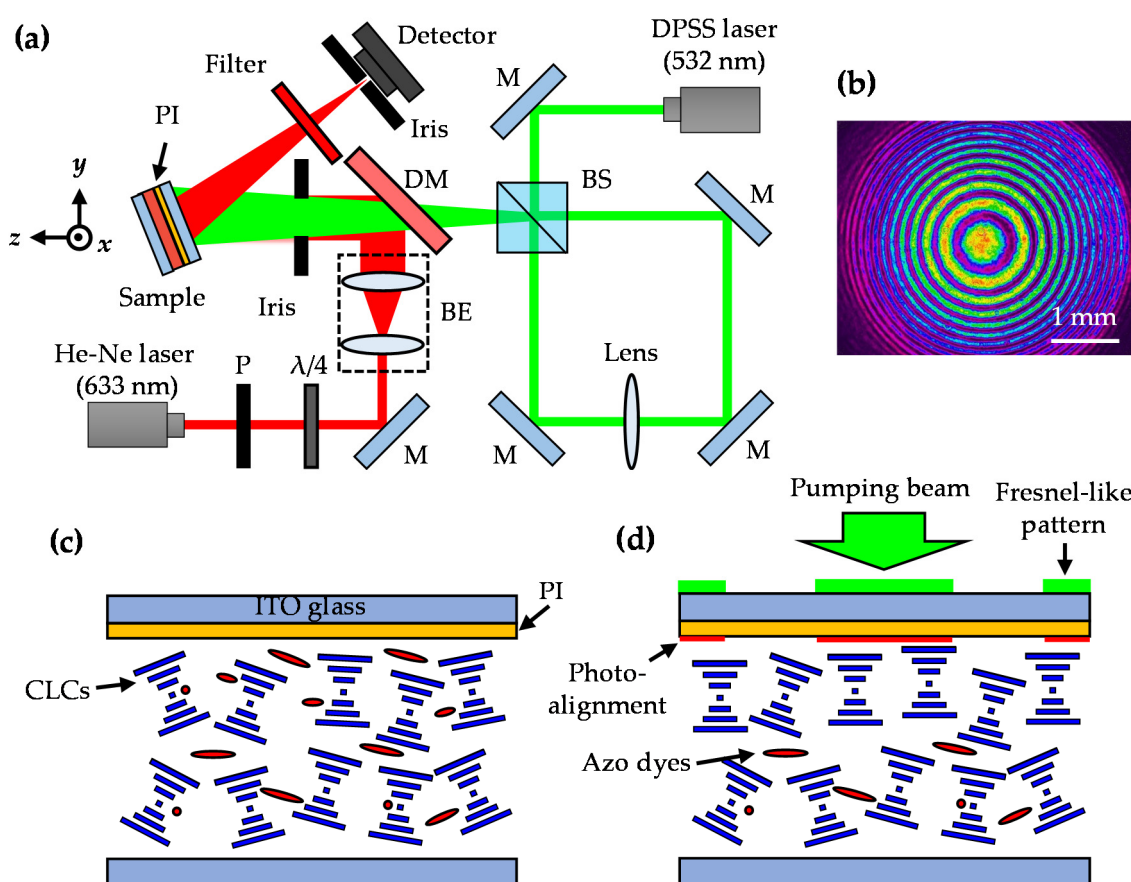 (a)
Detector
DPSS laser
(532 nm)
Filter
M
(b)
PI
Iris
y
DM
BS
M
z
x
Sample
Iris
BE
1 mm
He-Ne laser
(633 nm)
P
λ/4
Lens
M
M
M
Pumping beam
Fresnel-like
pattern
(c)
(d)
ITO glass
PI
CLCs
Photo-
alignment
Azo dyes